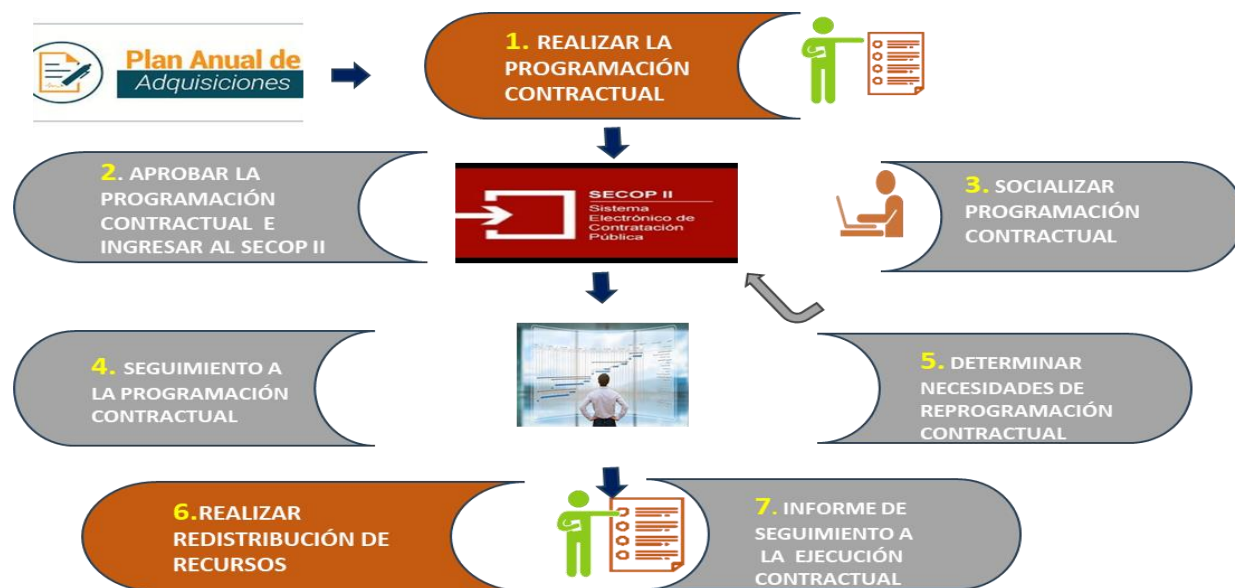 Plan Anual de
Adquisiciones
1. REALIZAR LA
PROGRAMACIÓN
CONTRACTUAL
2. APROBAR LA
PROGRAMACIÓN
CONTRACTUAL E
INGRESAR AL SECOP II
SECOP II
Sistema
Electrónico de
Contratación
Pública
3. SOCIALIZAR
PROGRAMACIÓN
CONTRACTUAL
4. SEGUIMIENTO A
LA PROGRAMACIÓN
CONTRACTUAL
5. DETERMINAR
NECESIDADES DE
REPROGRAMACIÓN
CONTRACTUAL
6.REALIZAR
REDISTRIBUCIÓN DE
RECURSOS
7. INFORME DE
SEGUIMIENTO A
LA EJECUCIÓN
CONTRACTUAL